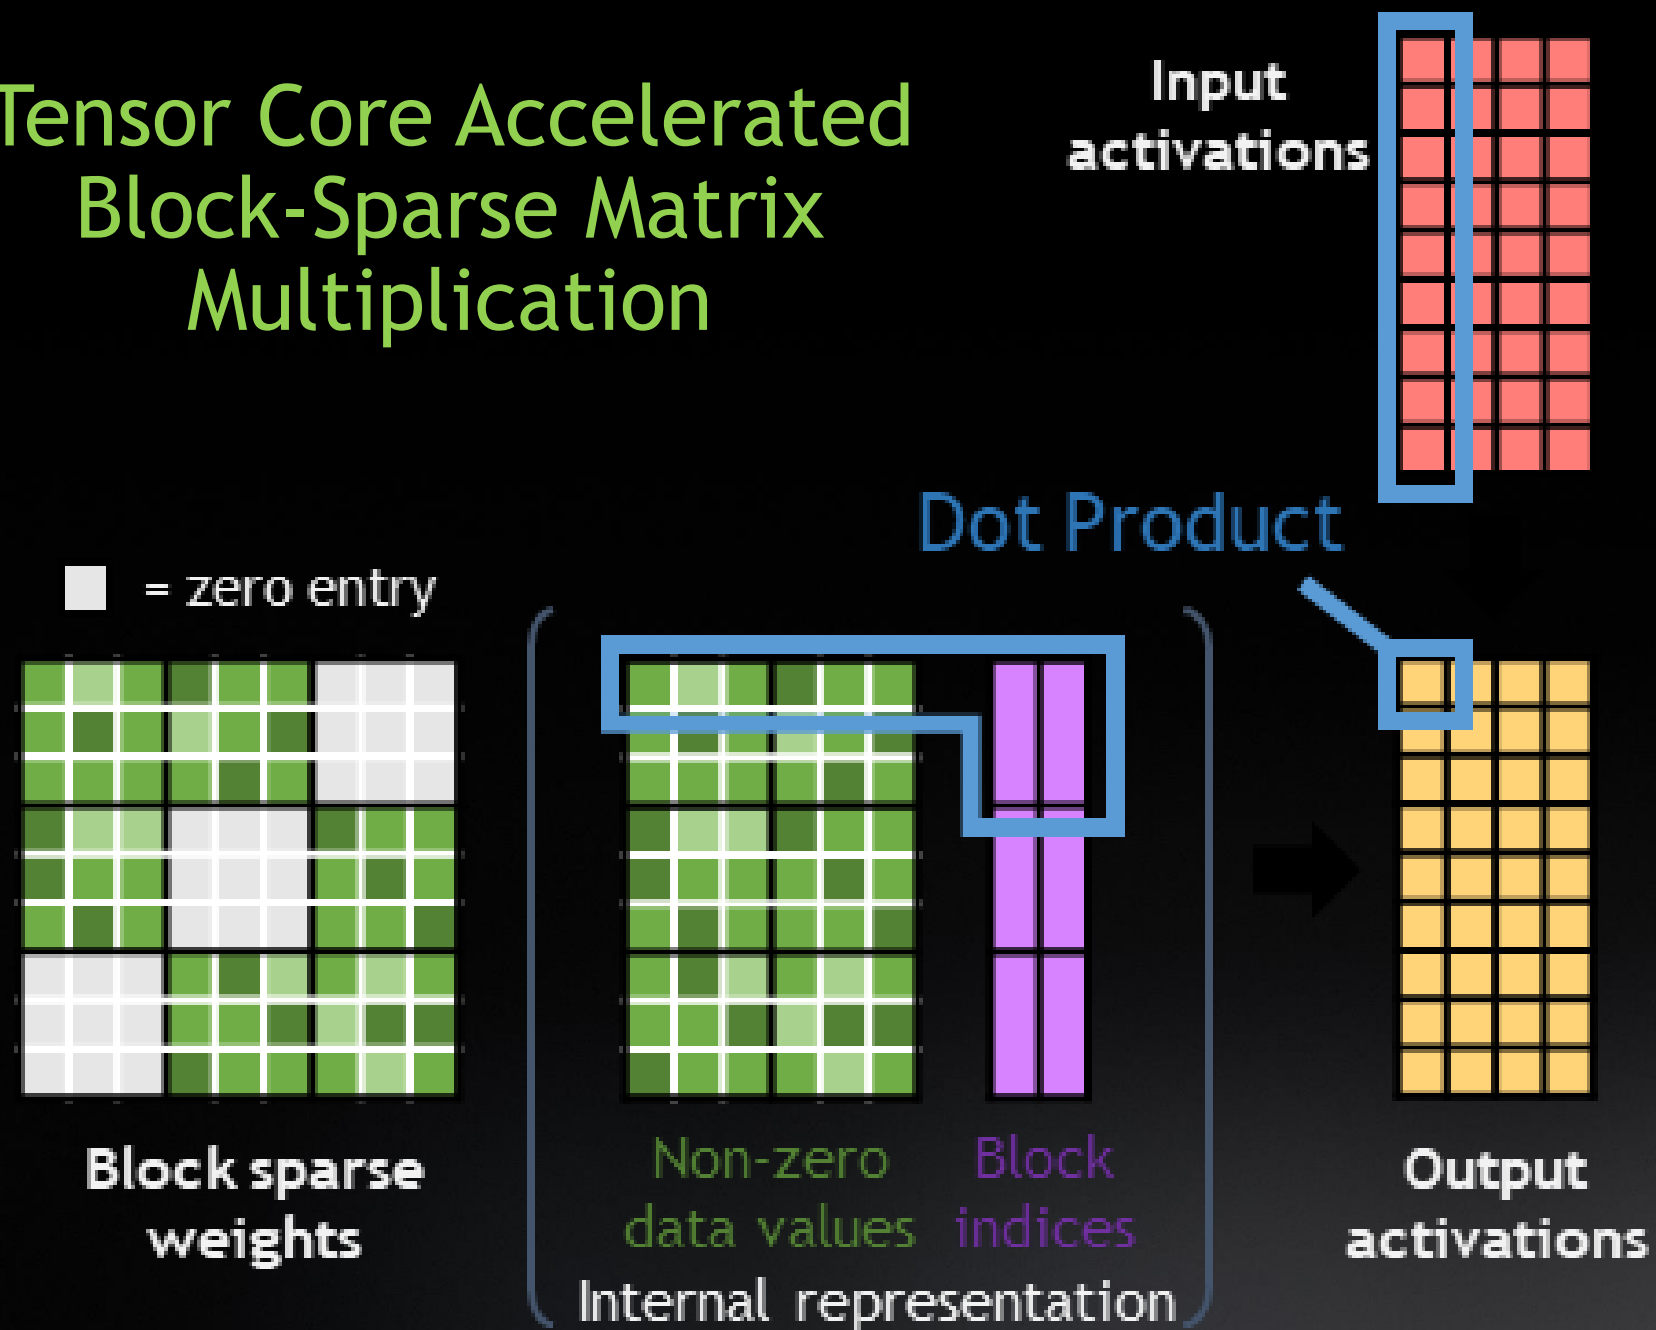 Tensor Core Accelerated
Block-Sparse Matrix
Multiplication
Input
activations
Dot Product
= zero entry
Block sparse
weights
Non-zero
data values
Block
indices
Internal representation
Output
activations